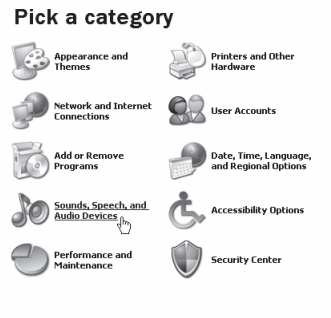 Pick a category
Appearance and
Themes
Printers and Other
Hardware
Network and Internet
Connections
User Accounts
Add or Remove
Programs
Date, Time, Language,
and Regional Options
Sounds, Speech, and
Audio Devices
Accessibility Options
Performance and
Maintenance
Security Center